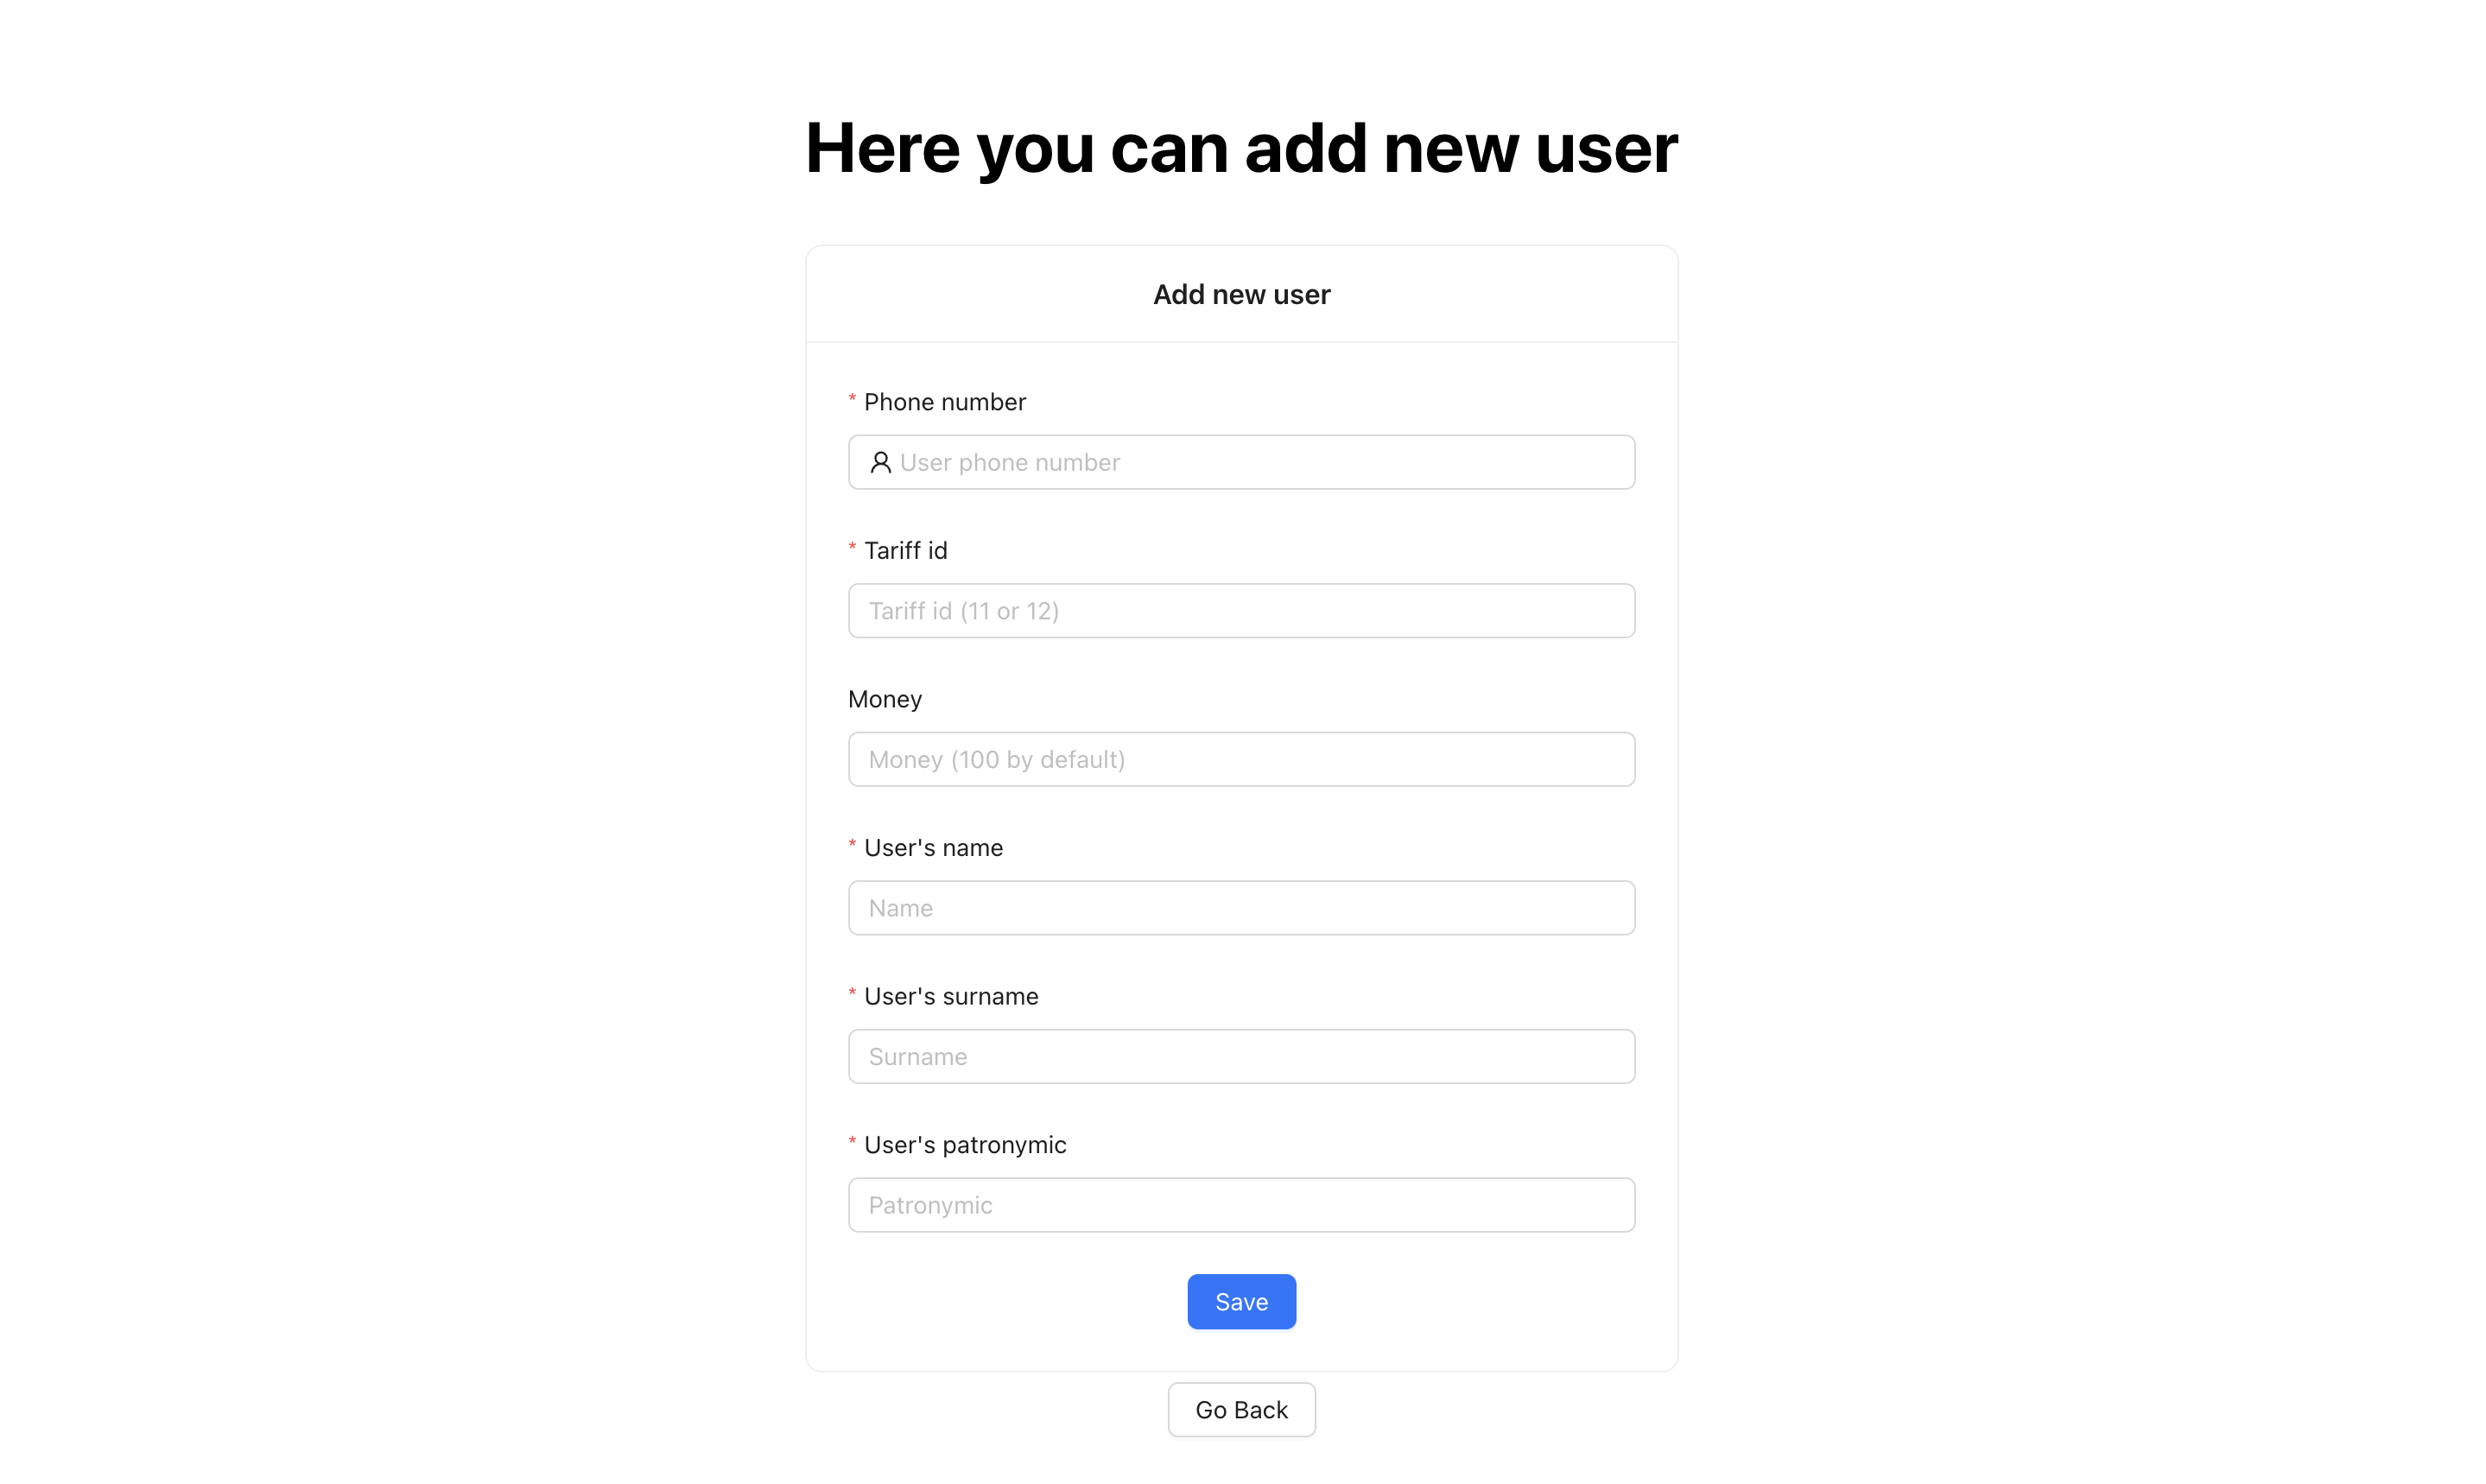 Here you can add new user
Add new user
* Phone number
User phone number
* Tariff id
Tariff id (11 or 12)
Money
Money (100 by default)
* User's name
Name
* User's surname
Surname
* User's patronymic
Patronymic
Save
Go Back